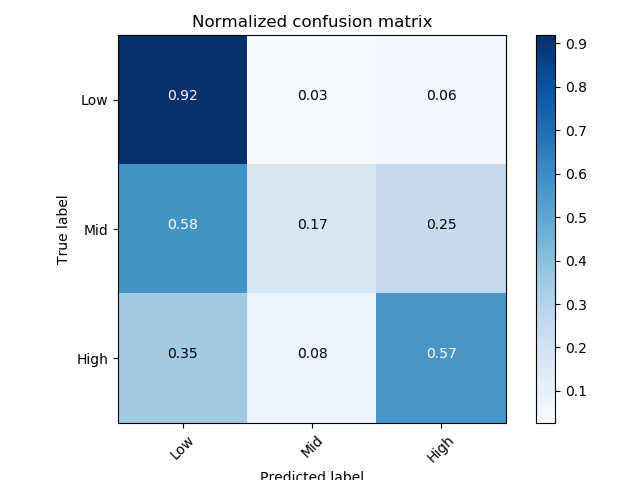 Normalized confusion matrix
True label
Low 0.92 0.03 0.06
Mid 0.58 0.17 0.25
High 0.35 0.08 0.57
Low Mid High
Predicted label
0.9
0.8
0.7
0.6
0.5
0.4
0.3
0.2
0.1